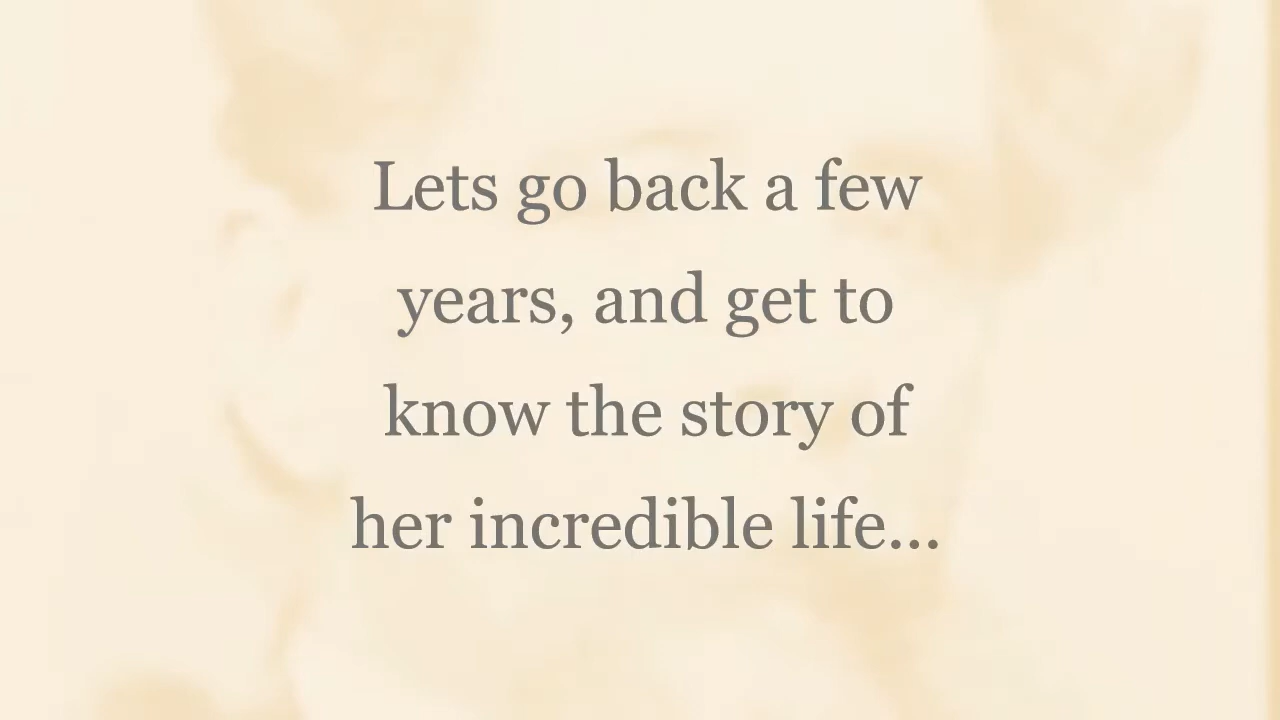 Lets go back a few
years, and get to
know the story of
her incredible life...